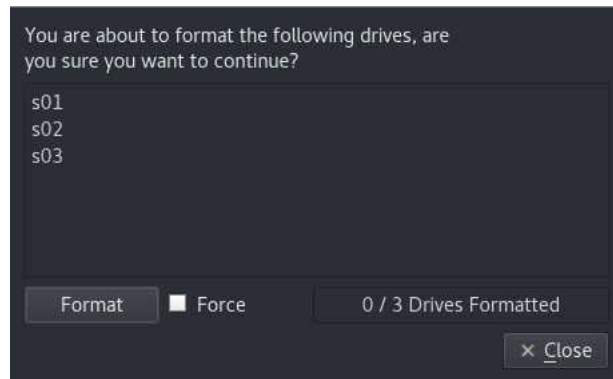 You are about to format the following drives, are
you sure you want to continue?
s01
s02
s03
Format
Force
0 / 3 Drives Formatted
× Close